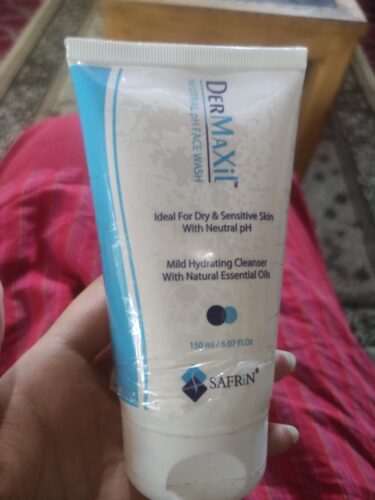 DERMAXIL™
NEUTRAL pH FACE WASH
Ideal For Dry & Sensitive Skin
With Neutral pH
Mild Hydrating Cleanser
With Natural Essential Oils
150 ml / 5.07 Fl.Oz
SAFRIN®